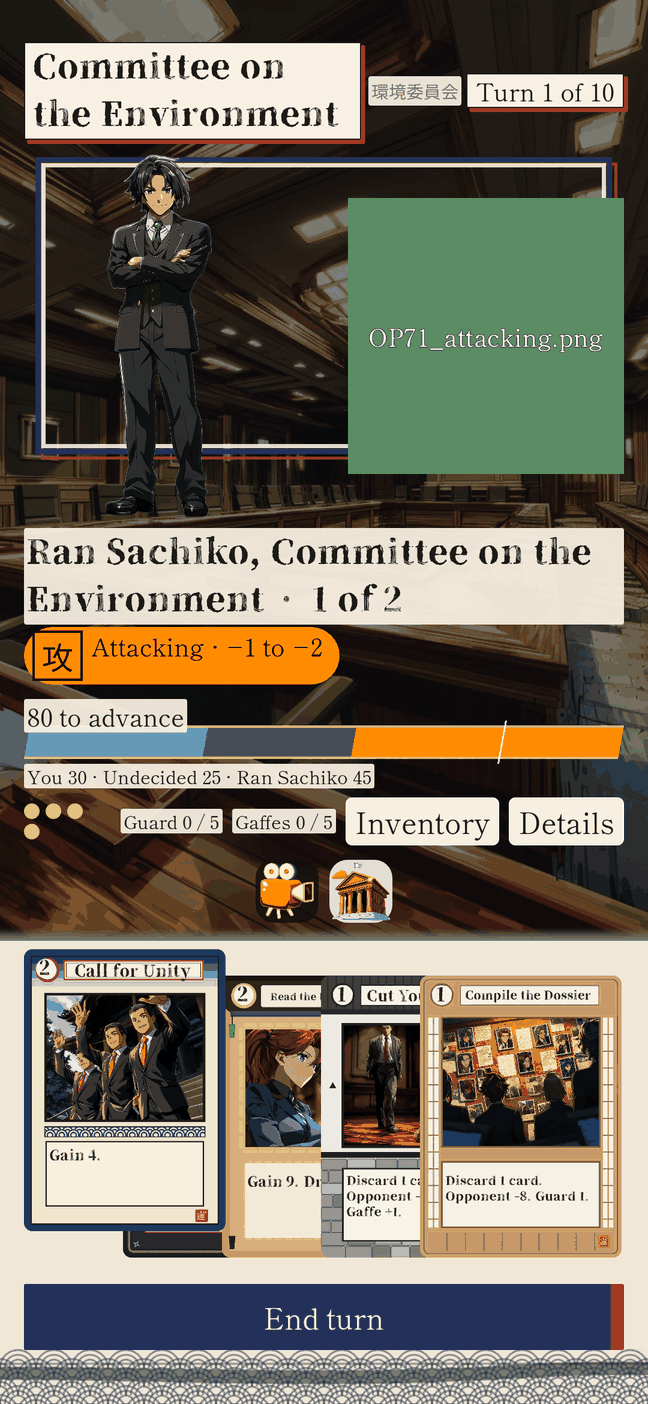 Committee on
the Environment
環境委員会
Turn 1 of 10
OP71_attacking.png
Ran Sachiko, Committee on the
Environment · 1 of 2
攻
Attacking · −1 to −2
80 to advance
You 30 · Undecided 25 · Ran Sachiko 45
Guard 0 / 5
Gaffes 0 / 5
Inventory
Details
2
Call for Unity
Gain 4.
2
Read the
Gain 9.
1
Cut
Discard 1
Opponent
Gaffe +1.
1
Compile the Dossier
Discard 1 card.
Opponent -8. Guard 1.
End turn